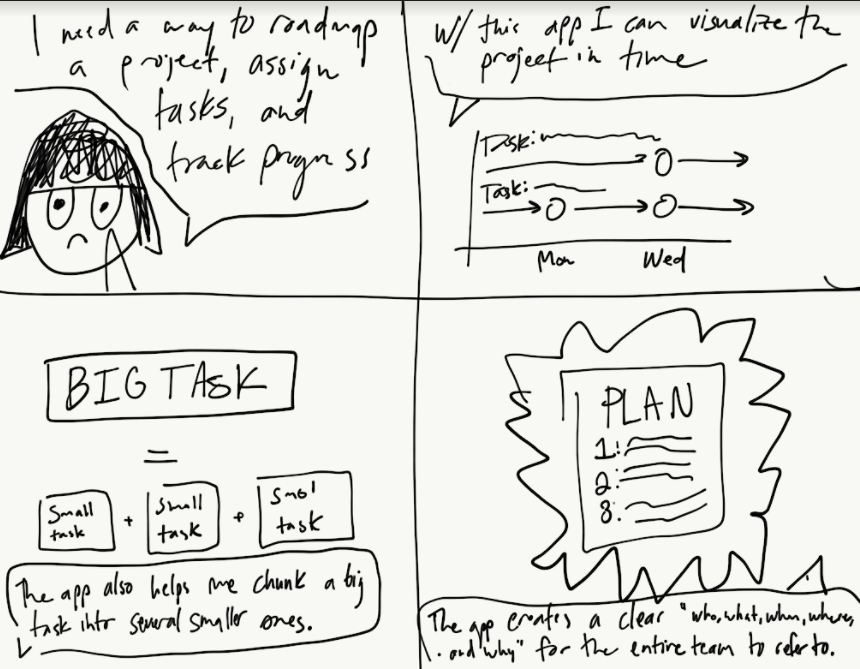 I need a way to roadmap
a project, assign
tasks, and
track progress
W/ this app I can visualize the
project in time
Task:
Task:
Mon Wed
BIG TASK
=
Small + Small + Smol
task task task
The app also helps me chunk a big
task into several smaller ones.
PLAN
1:
2:
3:
The app creates a clear "who, what, when, where,
and why" for the entire team to refer to.